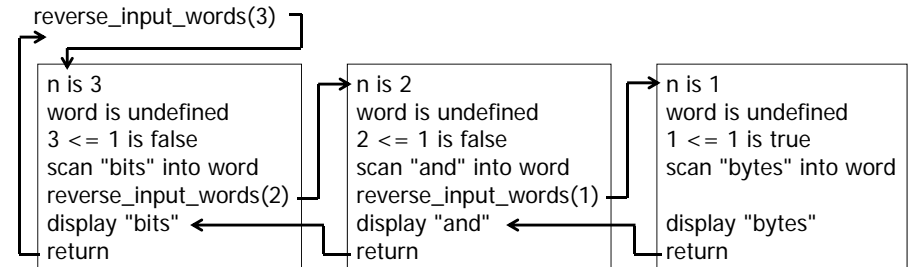 reverse_input_words(3)
n is 3
word is undefined
3 <= 1 is false
scan "bits" into word
reverse_input_words(2)
display "bits"
return
n is 2
word is undefined
2 <= 1 is false
scan "and" into word
reverse_input_words(1)
display "and"
return
n is 1
word is undefined
1 <= 1 is true
scan "bytes" into word
display "bytes"
return